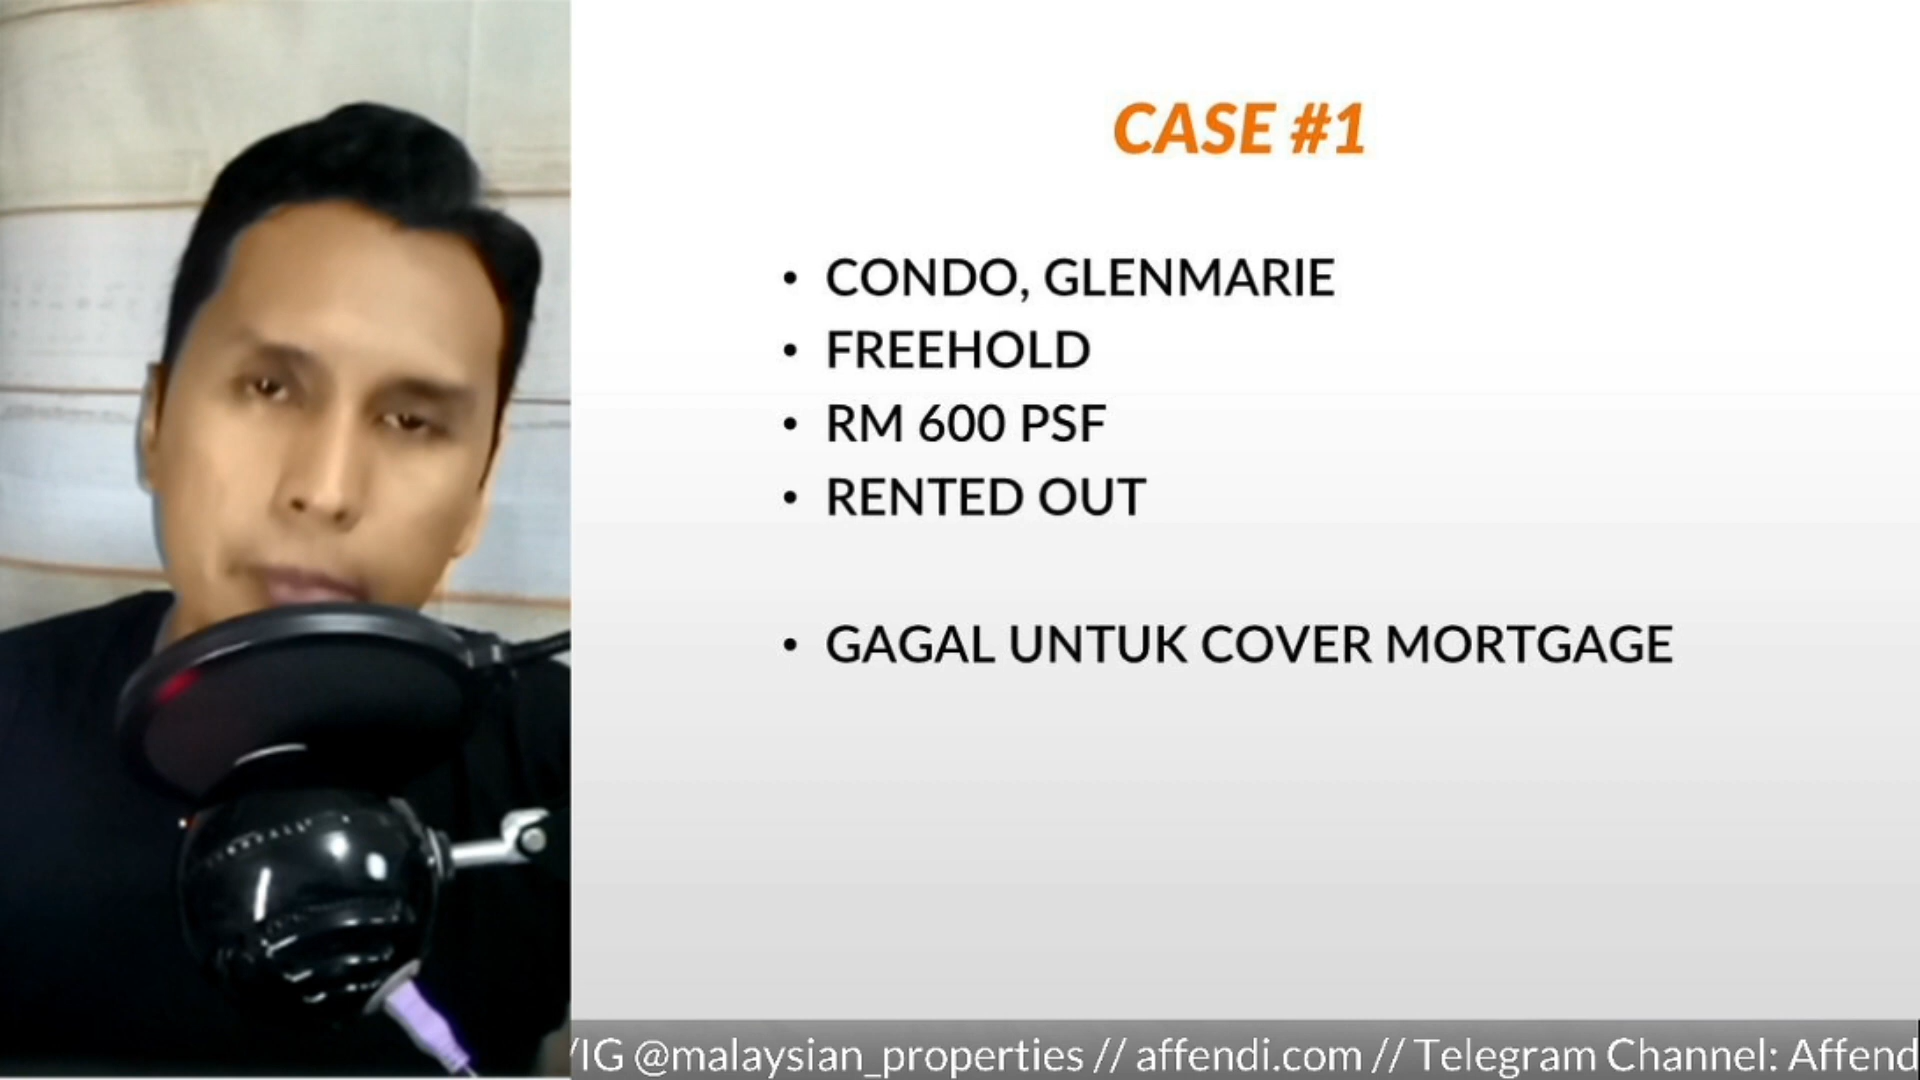 CASE #1
• CONDO, GLENMARIE
• FREEHOLD
• RM 600 PSF
• RENTED OUT
• GAGAL UNTUK COVER MORTGAGE
/IG @malaysian_properties // affendi.com // Telegram Channel: Affend